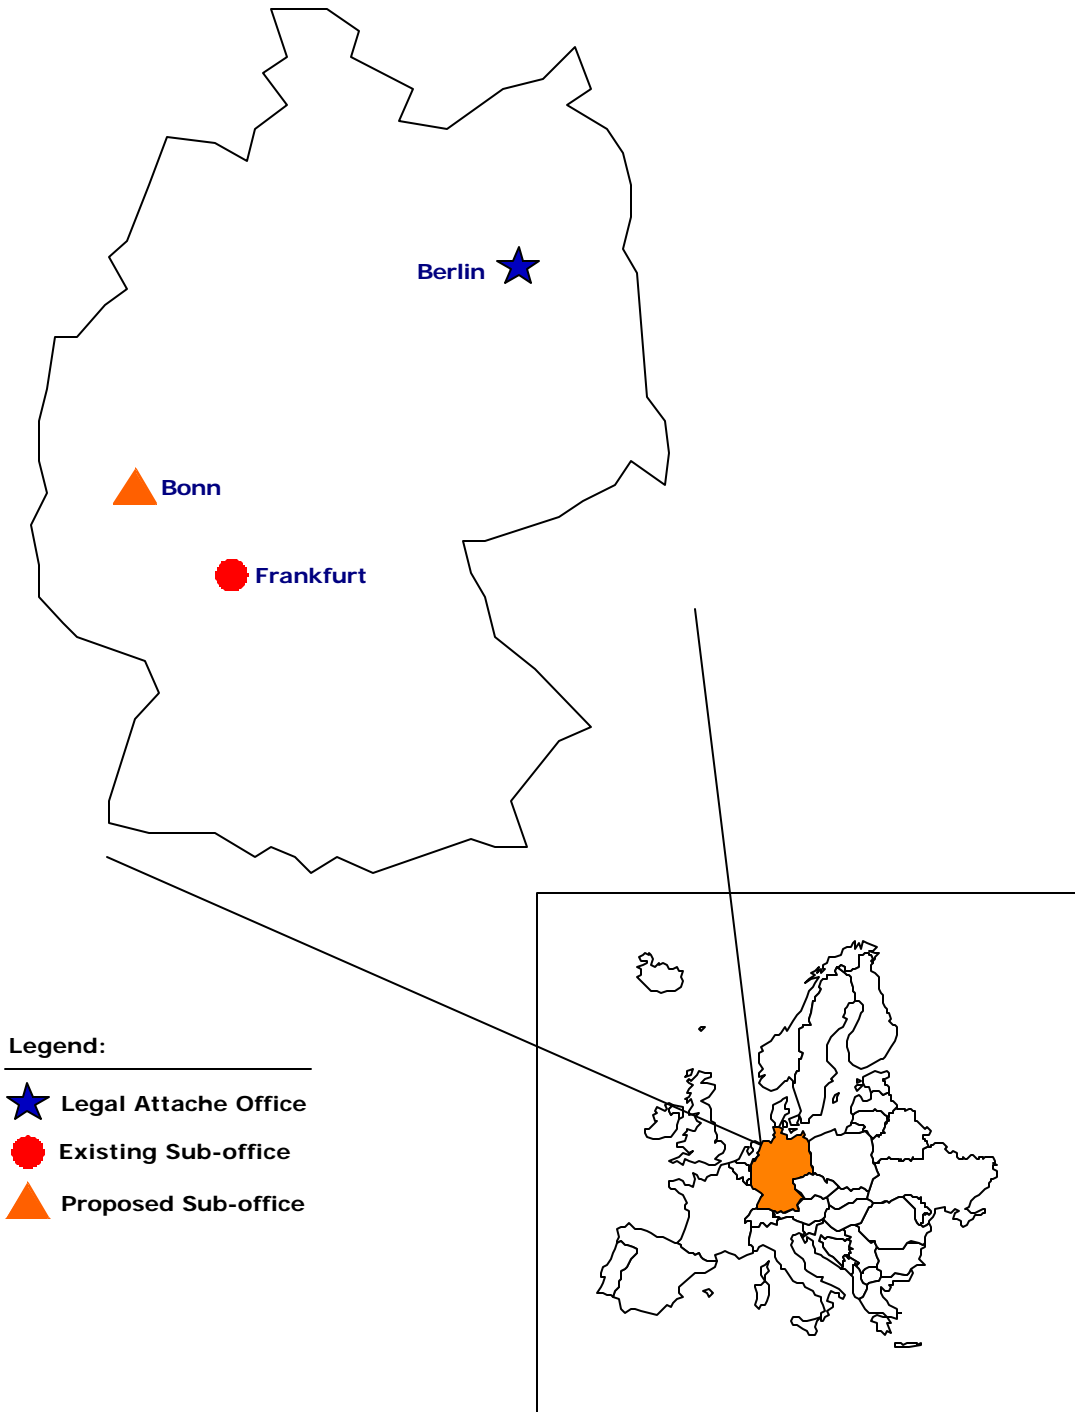 Berlin
Bonn
Frankfurt
Legend:
Legal Attache Office
Existing Sub-office
Proposed Sub-office